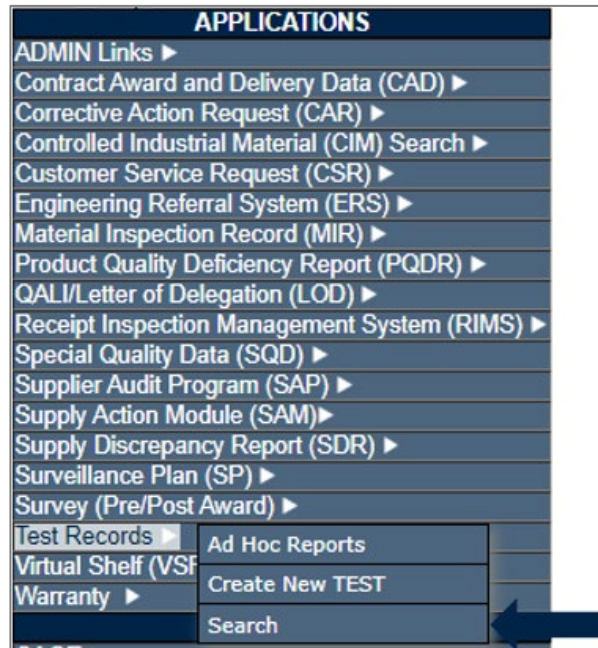 APPLICATIONS
ADMIN Links ►
Contract Award and Delivery Data (CAD) ►
Corrective Action Request (CAR) ►
Controlled Industrial Material (CIM) Search ►
Customer Service Request (CSR) ►
Engineering Referral System (ERS) ►
Material Inspection Record (MIR) ►
Product Quality Deficiency Report (PQDR) ►
QALI/Letter of Delegation (LOD) ►
Receipt Inspection Management System (RIMS) ►
Special Quality Data (SQD) ►
Supplier Audit Program (SAP) ►
Supply Action Module (SAM)►
Supply Discrepancy Report (SDR) ►
Surveillance Plan (SP) ►
Survey (Pre/Post Award) ►
Test Records ►
Ad Hoc Reports
Virtual Shelf (VSF
Create New TEST
Warranty ►
Search